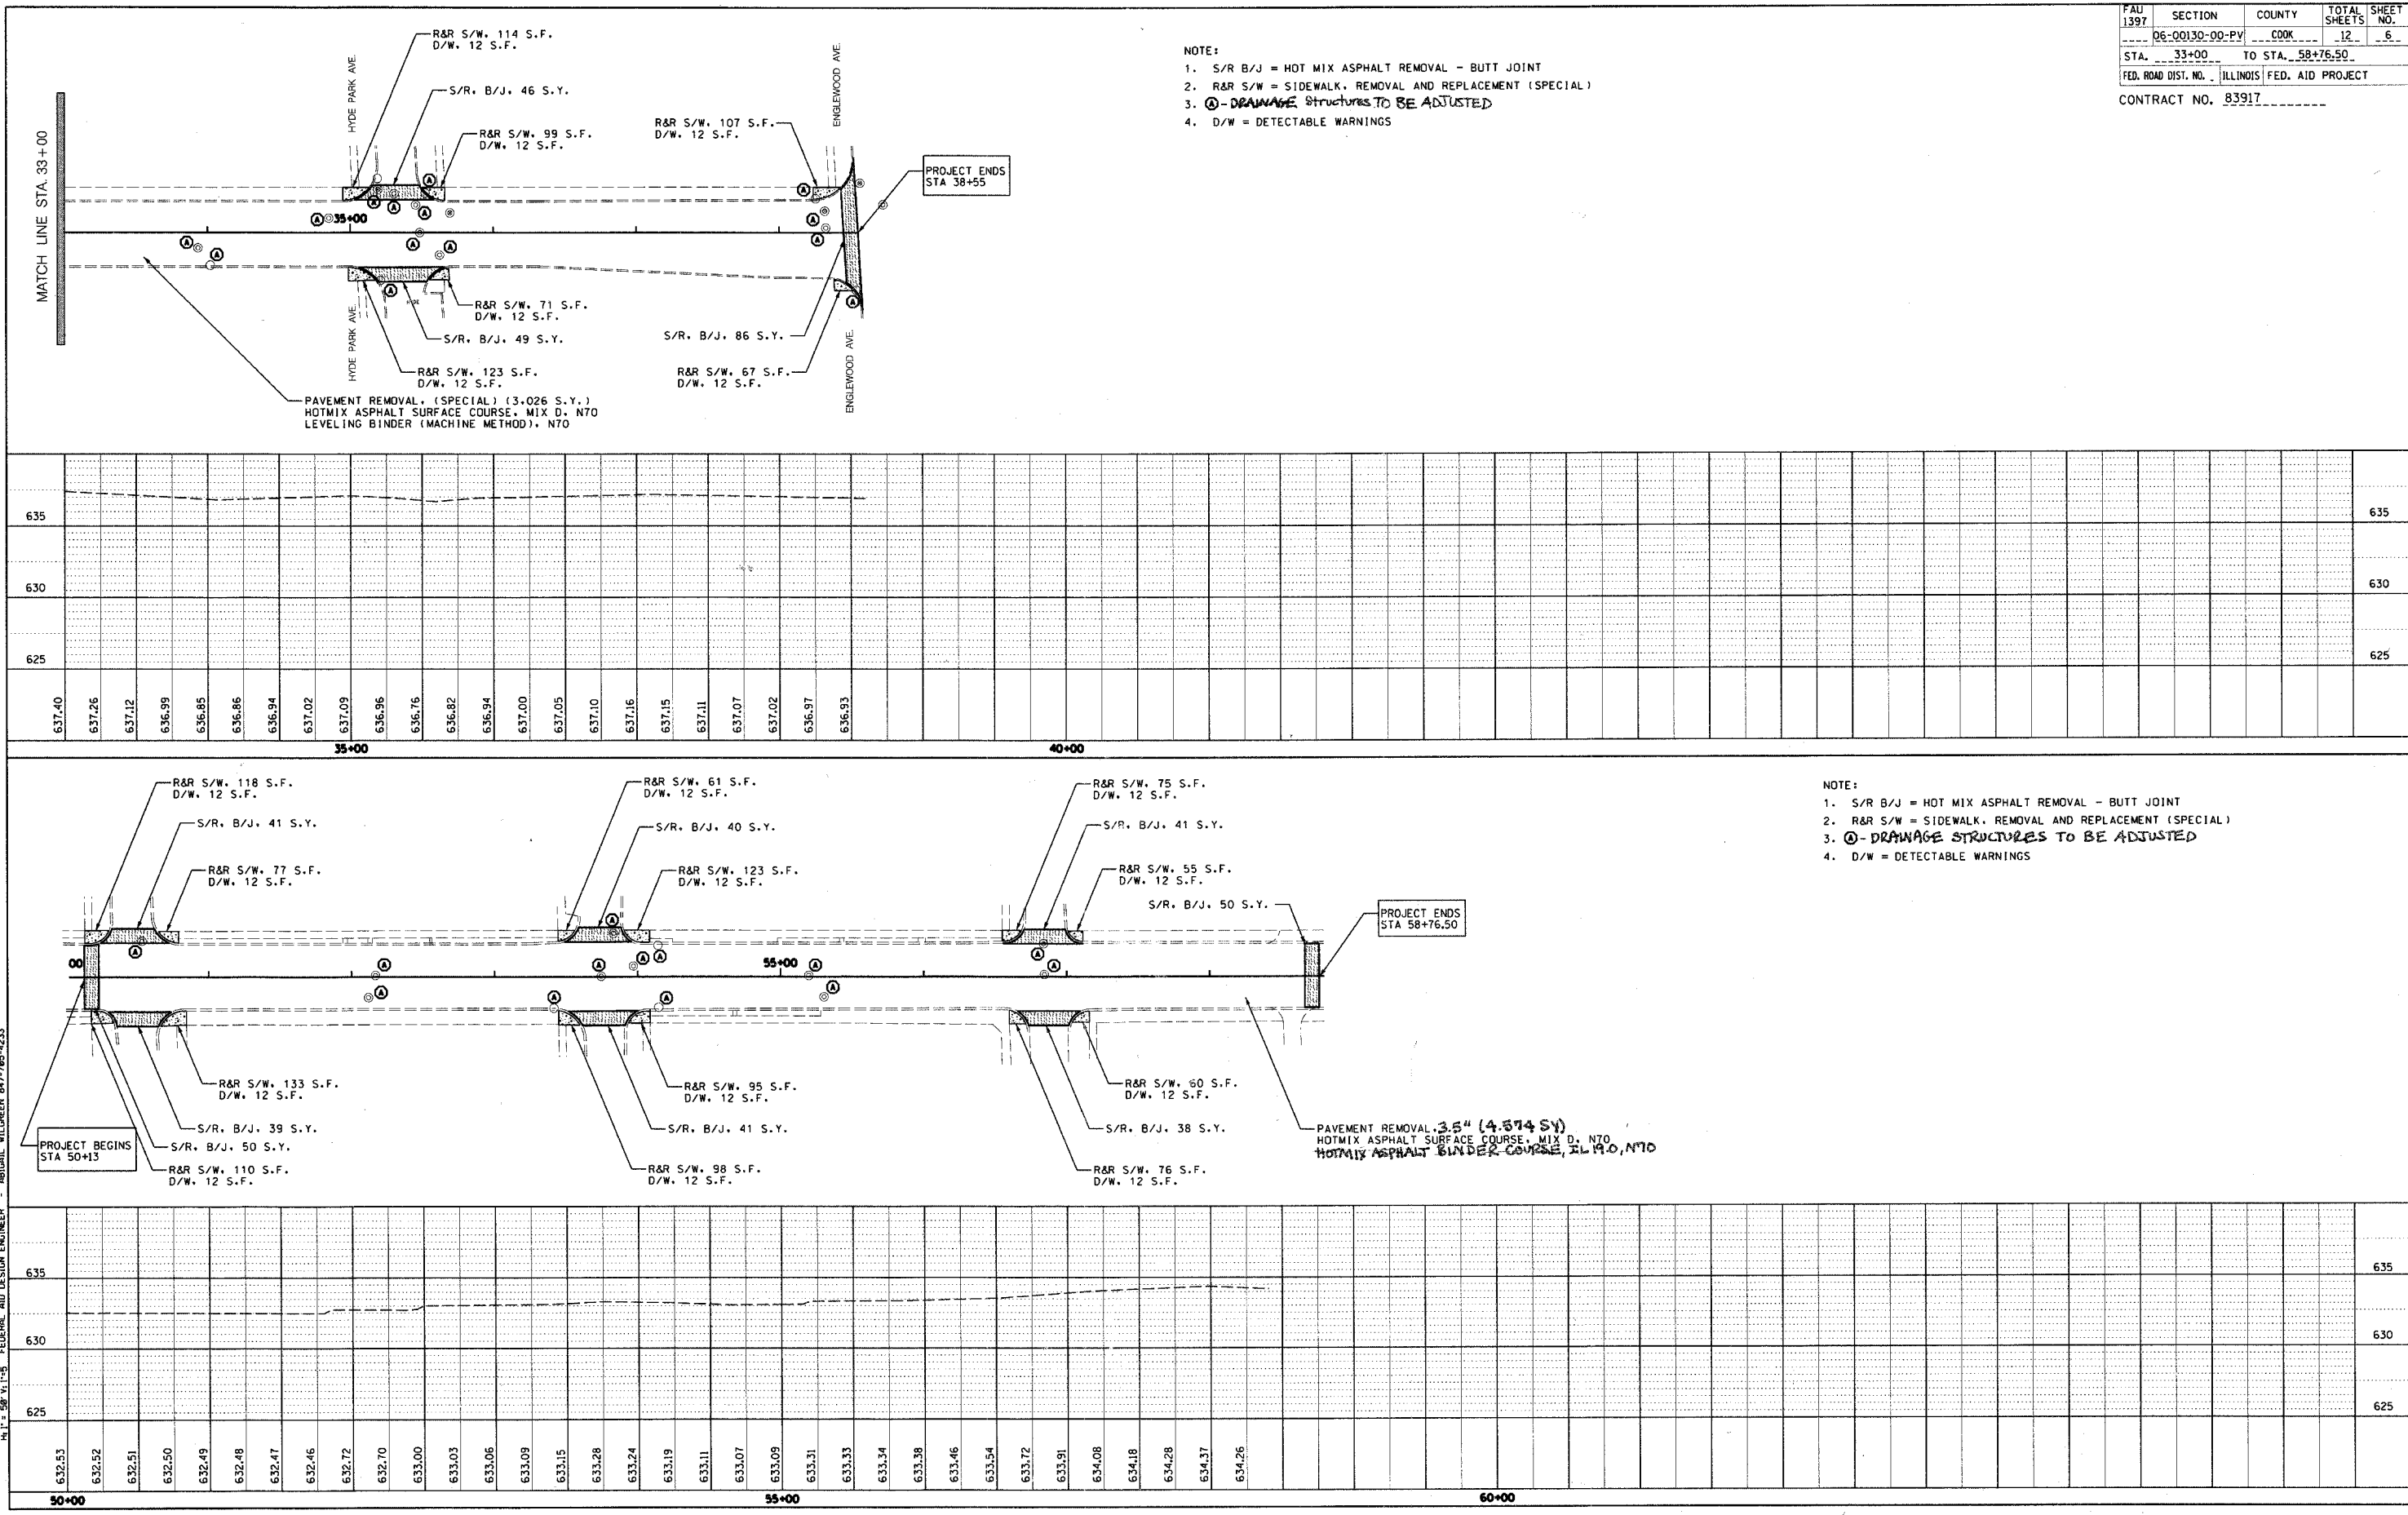 FAU 1397 SECTION COUNTY TOTAL SHEETS SHEET NO.
06-00130-00-PV COOK 12 6
STA. 33+00 TO STA. 58+76.50
FED. ROAD DIST. NO. ILLINOIS FED. AID PROJECT
CONTRACT NO. 83917
NOTE:
1. S/R B/J = HOT MIX ASPHALT REMOVAL - BUTT JOINT
2. R&R S/W = SIDEWALK, REMOVAL AND REPLACEMENT (SPECIAL)
3. Ⓐ-DRAINAGE Structures TO BE ADJUSTED
4. D/W = DETECTABLE WARNINGS
MATCH LINE STA. 33+00
R&R S/W. 114 S.F.
D/W. 12 S.F.
HYDE PARK AVE.
S/R. B/J. 46 S.Y.
R&R S/W. 99 S.F.
D/W. 12 S.F.
R&R S/W. 107 S.F.
D/W. 12 S.F.
ENGLEWOOD AVE.
PROJECT ENDS
STA 38+55
35+00
R&R S/W. 71 S.F.
D/W. 12 S.F.
S/R. B/J. 49 S.Y.
HYDE PARK AVE.
R&R S/W. 123 S.F.
D/W. 12 S.F.
S/R. B/J. 86 S.Y.
R&R S/W. 67 S.F.
D/W. 12 S.F.
ENGLEWOOD AVE.
PAVEMENT REMOVAL, (SPECIAL) (3,026 S.Y.)
HOTMIX ASPHALT SURFACE COURSE, MIX D, N70
LEVELING BINDER (MACHINE METHOD), N70
635 635
630 630
625 625
637.40 637.26 637.12 636.99 636.85 636.86 636.94 637.02 637.09 636.96 636.76 636.82 636.94 637.00 637.05 637.10 637.16 637.15 637.11 637.07 637.02 636.97 636.93
35+00 40+00
R&R S/W. 118 S.F.
D/W. 12 S.F.
S/R. B/J. 41 S.Y.
R&R S/W. 77 S.F.
D/W. 12 S.F.
R&R S/W. 61 S.F.
D/W. 12 S.F.
S/R. B/J. 40 S.Y.
R&R S/W. 123 S.F.
D/W. 12 S.F.
R&R S/W. 75 S.F.
D/W. 12 S.F.
S/R. B/J. 41 S.Y.
R&R S/W. 55 S.F.
D/W. 12 S.F.
S/R. B/J. 50 S.Y.
PROJECT ENDS
STA 58+76.50
NOTE:
1. S/R B/J = HOT MIX ASPHALT REMOVAL - BUTT JOINT
2. R&R S/W = SIDEWALK, REMOVAL AND REPLACEMENT (SPECIAL)
3. Ⓐ-DRAINAGE STRUCTURES TO BE ADJUSTED
4. D/W = DETECTABLE WARNINGS
00 55+00
R&R S/W. 133 S.F.
D/W. 12 S.F.
S/R. B/J. 39 S.Y.
S/R. B/J. 50 S.Y.
R&R S/W. 110 S.F.
D/W. 12 S.F.
PROJECT BEGINS
STA 50+13
R&R S/W. 95 S.F.
D/W. 12 S.F.
S/R. B/J. 41 S.Y.
R&R S/W. 98 S.F.
D/W. 12 S.F.
R&R S/W. 60 S.F.
D/W. 12 S.F.
S/R. B/J. 38 S.Y.
R&R S/W. 76 S.F.
D/W. 12 S.F.
PAVEMENT REMOVAL, 3.5" (4,574 SY)
HOTMIX ASPHALT SURFACE COURSE, MIX D, N70
HOTMIX ASPHALT BINDER COURSE, IL 19.0, N70
635 635
630 630
625 625
632.53 632.52 632.51 632.50 632.49 632.48 632.47 632.46 632.72 632.70 633.00 633.03 633.06 633.09 633.15 633.28 633.24 633.19 633.11 633.07 633.09 633.31 633.33 633.34 633.38 633.46 633.54 633.72 633.91 634.08 634.18 634.28 634.37 634.26
50+00 55+00 60+00
FEDERAL AID DESIGN ENGINEER - ABIGAIL